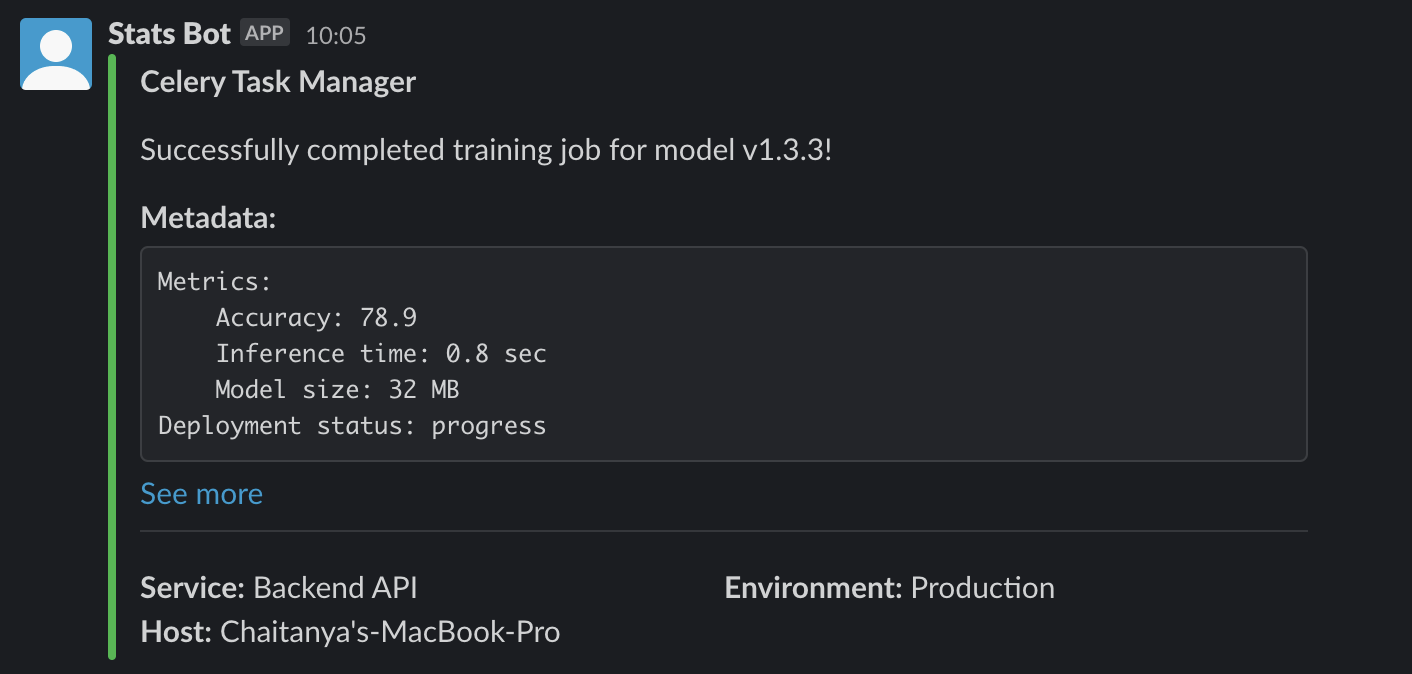 Stats Bot APP 10:05
Celery Task Manager
Successfully completed training job for model v1.3.3!
Metadata:
Metrics:
    Accuracy: 78.9
    Inference time: 0.8 sec
    Model size: 32 MB
Deployment status: progress
See more
Service: Backend API Environment: Production
Host: Chaitanya's-MacBook-Pro